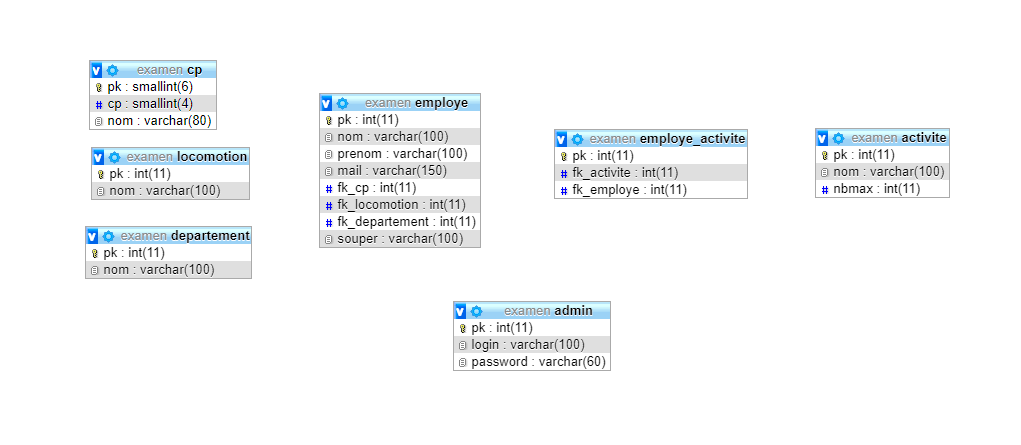 examen cp
pk : smallint(6)
cp : smallint(4)
nom : varchar(80)
examen locomotion
pk : int(11)
nom : varchar(100)
examen departement
pk : int(11)
nom : varchar(100)
examen employe
pk : int(11)
nom : varchar(100)
prenom : varchar(100)
mail : varchar(150)
fk_cp : int(11)
fk_locomotion : int(11)
fk_departement : int(11)
souper : varchar(100)
examen employe_activite
pk : int(11)
fk_activite : int(11)
fk_employe : int(11)
examen activite
pk : int(11)
nom : varchar(100)
nbmax : int(11)
examen admin
pk : int(11)
login : varchar(100)
password : varchar(60)